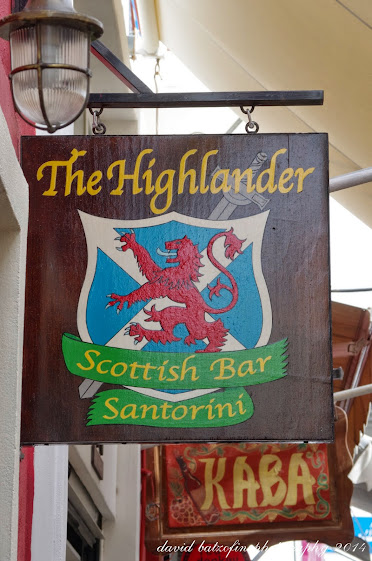 The Highlander
Scottish Bar
Santorini
KABA
david batzofin photography 2014